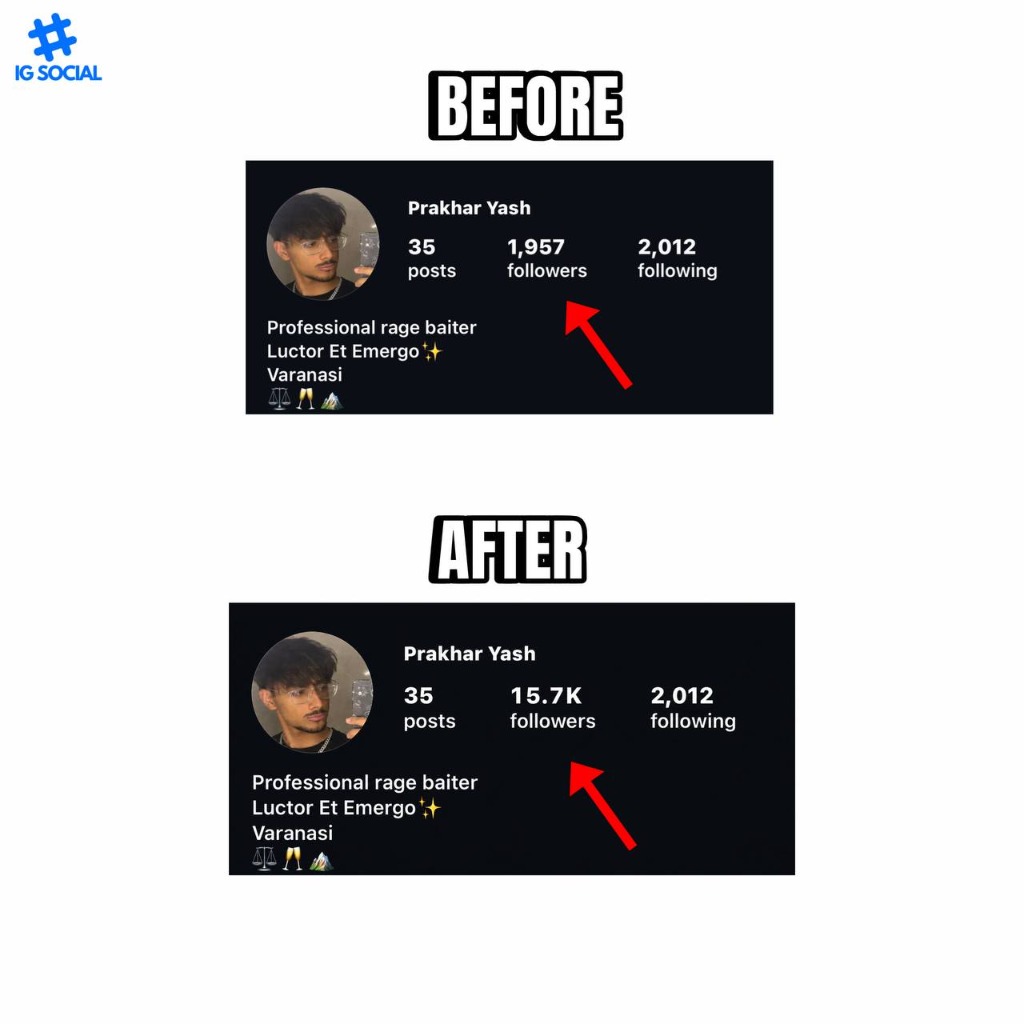 IG SOCIAL
BEFORE
Prakhar Yash
35 1,957 2,012
posts followers following
Professional rage baiter
Luctor Et Emergo✨
Varanasi
⚖️🥂⛰️
AFTER
Prakhar Yash
35 15.7K 2,012
posts followers following
Professional rage baiter
Luctor Et Emergo✨
Varanasi
⚖️🥂⛰️